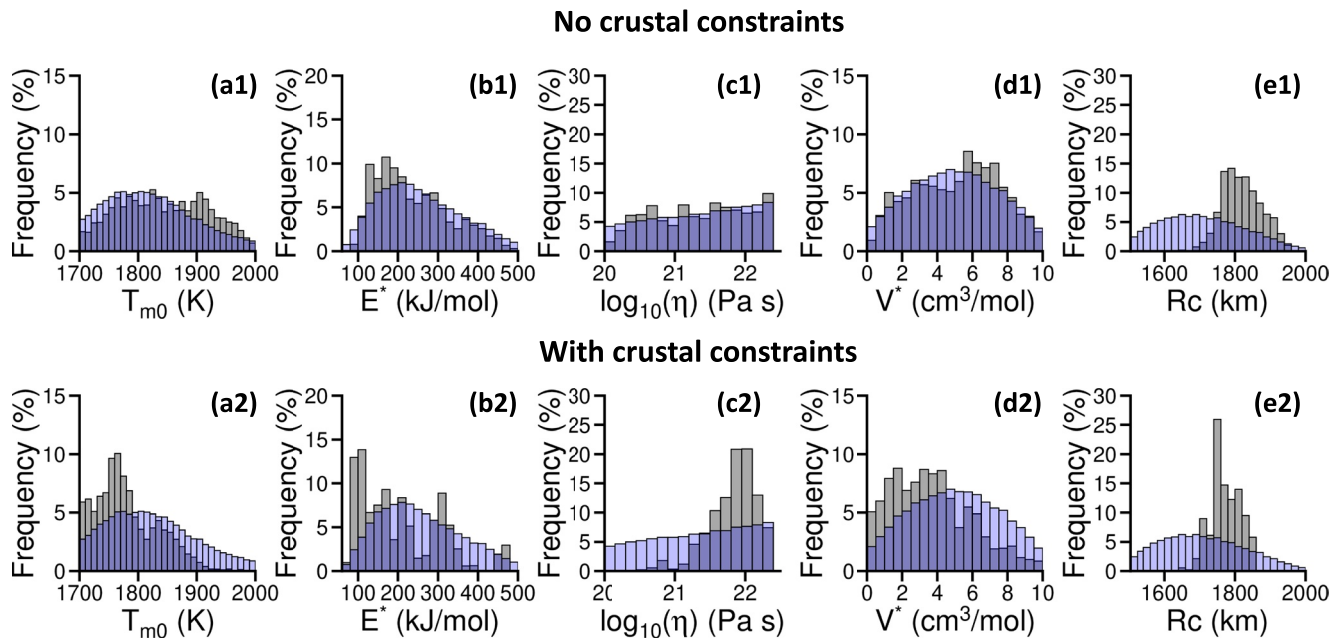 No crustal constraints
(a1) (b1) (c1) (d1) (e1)
Frequency (%) Frequency (%) Frequency (%) Frequency (%) Frequency (%)
15 20 30 15 30
25 25
15
10 20 10 20
10 15 15
5 10 5 10
5
5 5
0 0 0 0 0
1700 1800 1900 2000 100 200 300 400 500 20 21 22 0 2 4 6 8 10 1600 1800 2000
Tm0 (K) E* (kJ/mol) log10(η) (Pa s) V* (cm3/mol) Rc (km)
With crustal constraints
(a2) (b2) (c2) (d2) (e2)
Frequency (%) Frequency (%) Frequency (%) Frequency (%) Frequency (%)
15 20 30 15 30
25 25
15
10 20 10 20
10 15 15
5 10 5 10
5
5 5
0 0 0 0 0
1700 1800 1900 2000 100 200 300 400 500 21 22 0 2 4 6 8 10 1600 1800 2000
Tm0 (K) E* (kJ/mol) log10(η) (Pa s) V* (cm3/mol) Rc (km)